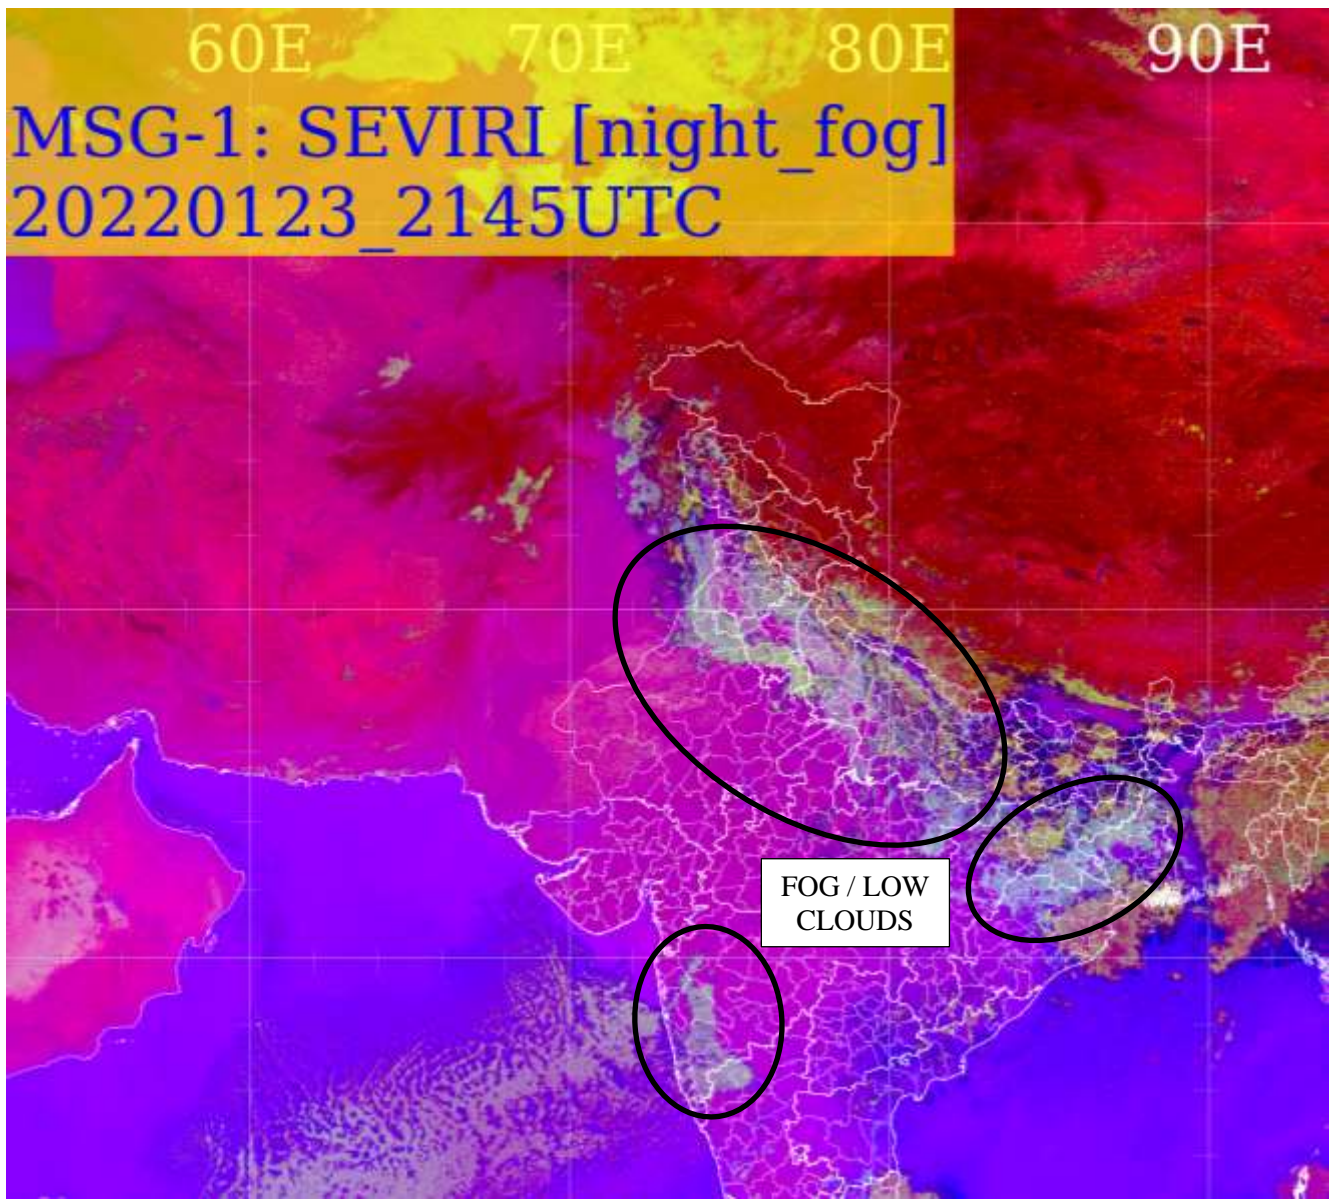 60E 70E 80E 90E
MSG-1: SEVIRI [night_fog]
20220123_2145UTC
FOG / LOW
CLOUDS